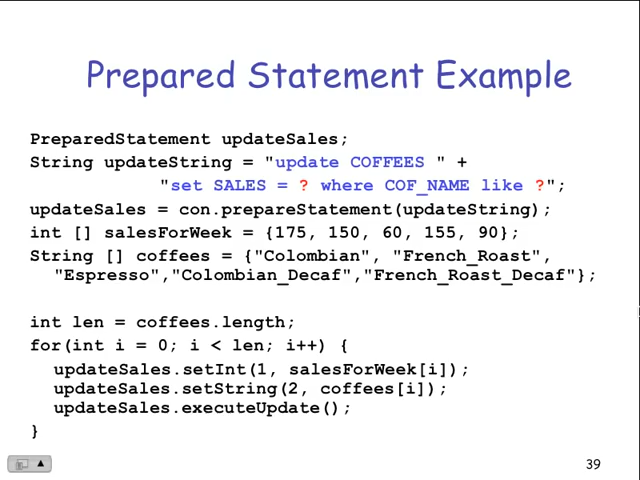 Prepared Statement Example
PreparedStatement updateSales;
String updateString = "update COFFEES " +
"set SALES = ? where COF_NAME like ?";
updateSales = con.prepareStatement(updateString);
int [] salesForWeek = {175, 150, 60, 155, 90};
String [] coffees = {"Colombian", "French_Roast",
"Espresso","Colombian_Decaf","French_Roast_Decaf"};
int len = coffees.length;
for(int i = 0; i < len; i++) {
updateSales.setInt(1, salesForWeek[i]);
updateSales.setString(2, coffees[i]);
updateSales.executeUpdate();
}
39